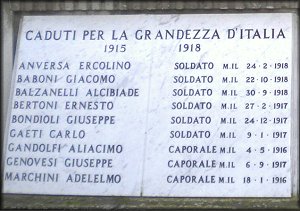 CADUTI PER LA GRANDEZZA D'ITALIA
1915 1918
ANVERSA ERCOLINO SOLDATO M.IL 24-2-1918
BABONI GIACOMO SOLDATO M.IL 22-10-1918
BALZANELLI ALCIBIADE SOLDATO M.IL 30-9-1918
BERTONI ERNESTO SOLDATO M.IL 27-2-1917
BONDIOLI GIUSEPPE SOLDATO M.IL 24-12-1917
GAETI CARLO SOLDATO M.IL 9-1-1917
GANDOLFI ALIACIMO CAPORALE M.IL 4-5-1916
GENOVESI GIUSEPPE CAPORALE M.IL 6-9-1917
MARCHINI ADELELMO CAPORALE M.IL 18-1-1916